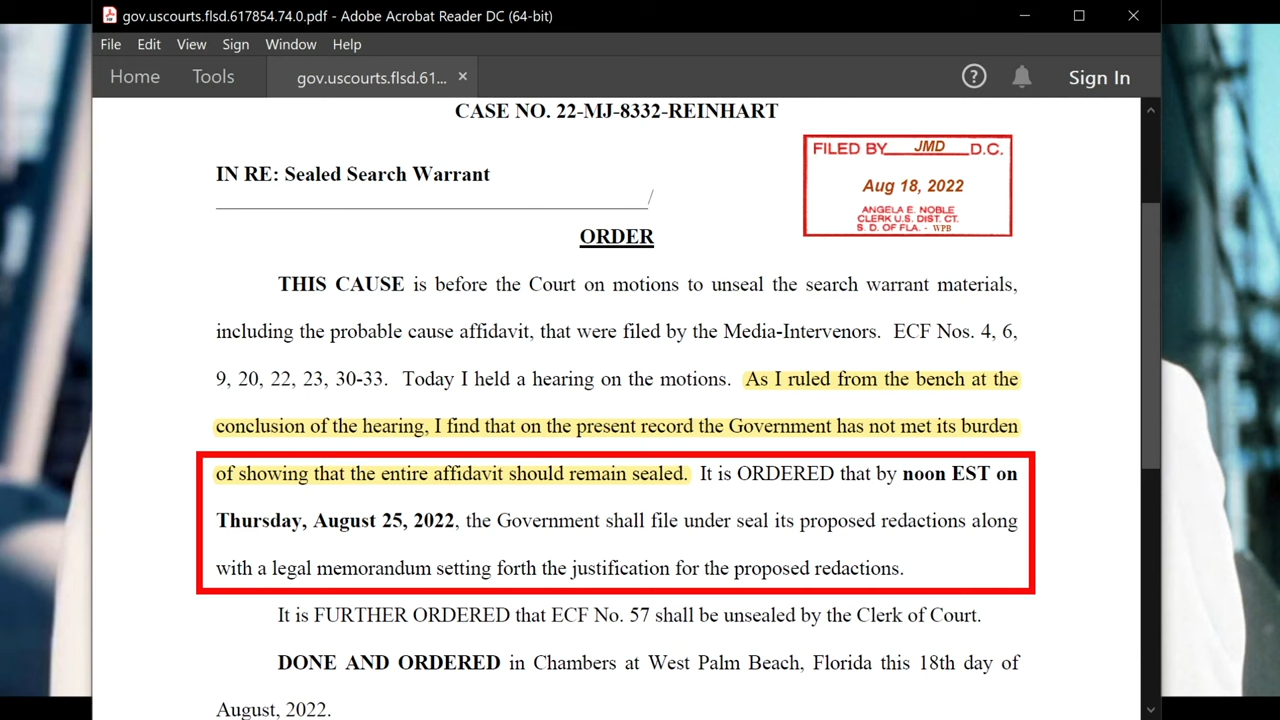 gov.uscourts.flsd.617854.74.0.pdf - Adobe Acrobat Reader DC (64-bit)
File Edit View Sign Window Help
Home Tools gov.uscourts.flsd.61... × Sign In
CASE NO. 22-MJ-8332-REINHART
FILED BY JMD D.C.
Aug 18, 2022
ANGELA E. NOBLE
CLERK U.S. DIST. CT.
S. D. OF FLA. - WPB
IN RE: Sealed Search Warrant
/
ORDER
THIS CAUSE is before the Court on motions to unseal the search warrant materials,
including the probable cause affidavit, that were filed by the Media-Intervenors. ECF Nos. 4, 6,
9, 20, 22, 23, 30-33. Today I held a hearing on the motions. As I ruled from the bench at the
conclusion of the hearing, I find that on the present record the Government has not met its burden
of showing that the entire affidavit should remain sealed. It is ORDERED that by noon EST on
Thursday, August 25, 2022, the Government shall file under seal its proposed redactions along
with a legal memorandum setting forth the justification for the proposed redactions.
It is FURTHER ORDERED that ECF No. 57 shall be unsealed by the Clerk of Court.
DONE AND ORDERED in Chambers at West Palm Beach, Florida this 18th day of
August, 2022.